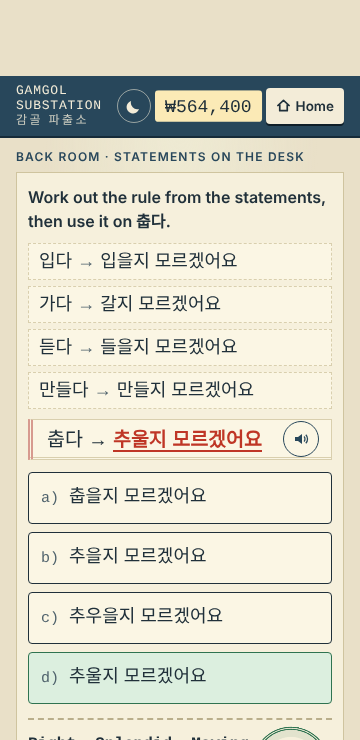 GAMGOL
SUBSTATION
감골 파출소
₩564,400
Home
BACK ROOM · STATEMENTS ON THE DESK
Work out the rule from the statements,
then use it on 춥다.
입다 → 입을지 모르겠어요
가다 → 갈지 모르겠어요
듣다 → 들을지 모르겠어요
만들다 → 만들지 모르겠어요
춥다 → 추울지 모르겠어요
a) 춥을지 모르겠어요
b) 추을지 모르겠어요
c) 추우을지 모르겠어요
d) 추울지 모르겠어요